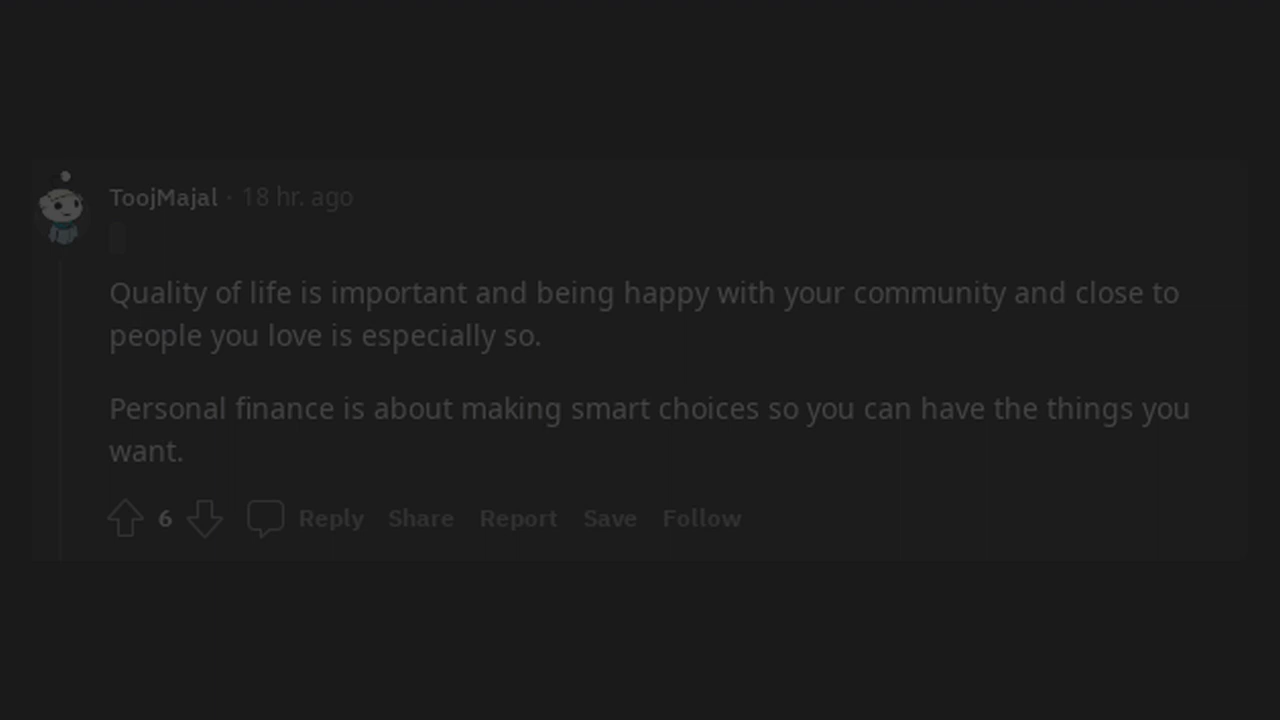 ToojMajal · 18 hr. ago
Quality of life is important and being happy with your community and close to
people you love is especially so.
Personal finance is about making smart choices so you can have the things you
want.
6 Reply Share Report Save Follow